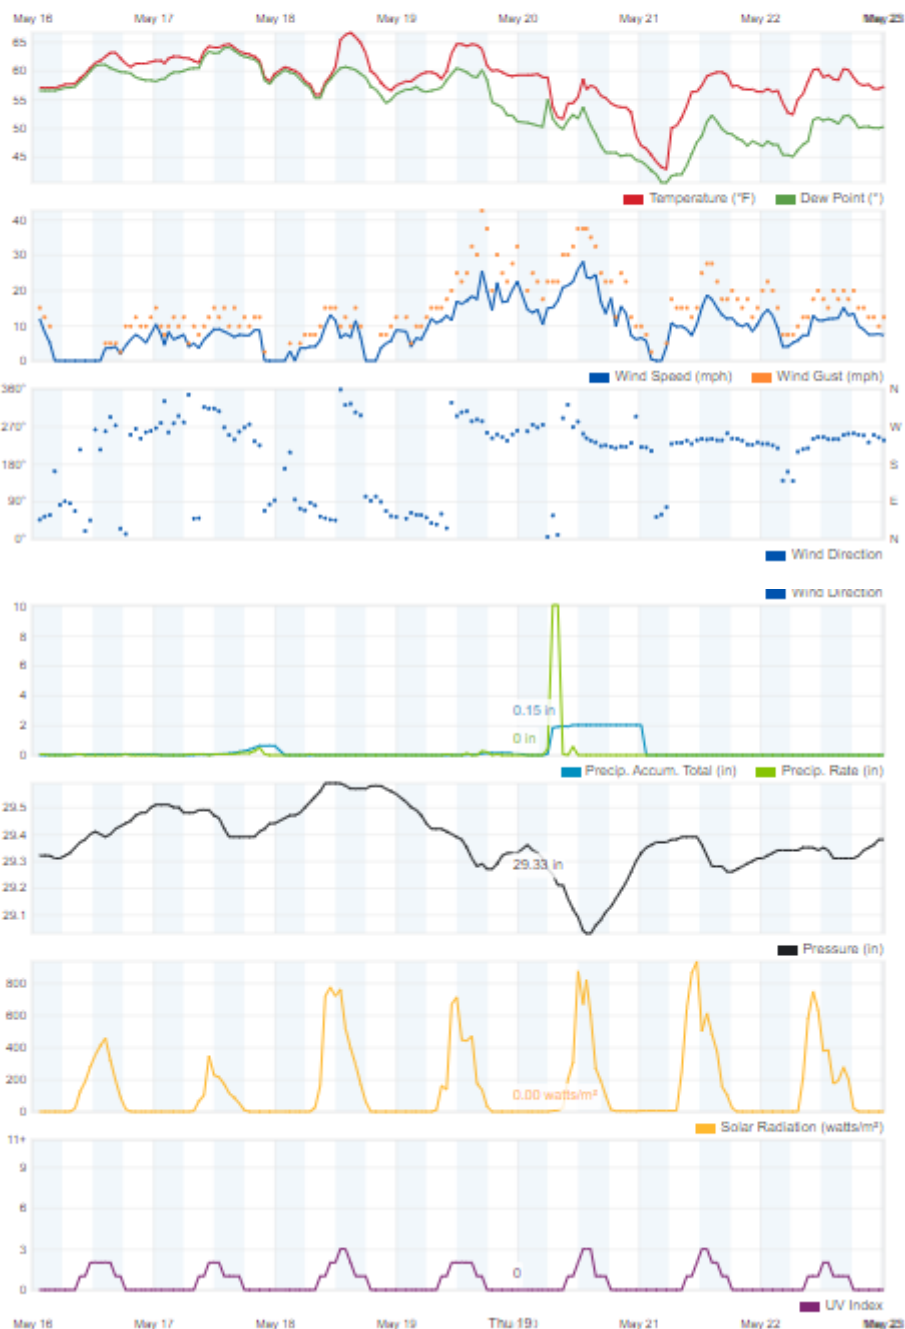 May 16 May 17 May 18 May 19 May 20 May 21 May 22 May 23
65
60
55
50
45
Temperature (°F) Dew Point (°)
40
30
20
10
0
Wind Speed (mph) Wind Gust (mph)
360° N
270° W
180° S
90° E
0° N
Wind Direction
Wind Direction
10
8
6
4
2
0
0.15 in
0 in
Precip. Accum. Total (in) Precip. Rate (in)
29.5
29.4
29.3
29.2
29.1
29.33 in
Pressure (in)
800
600
400
200
0
0.00 watts/m²
Solar Radiation (watts/m²)
11+
9
6
3
0
0
UV Index
May 16 May 17 May 18 May 19 Thu 19 May 21 May 22 May 23